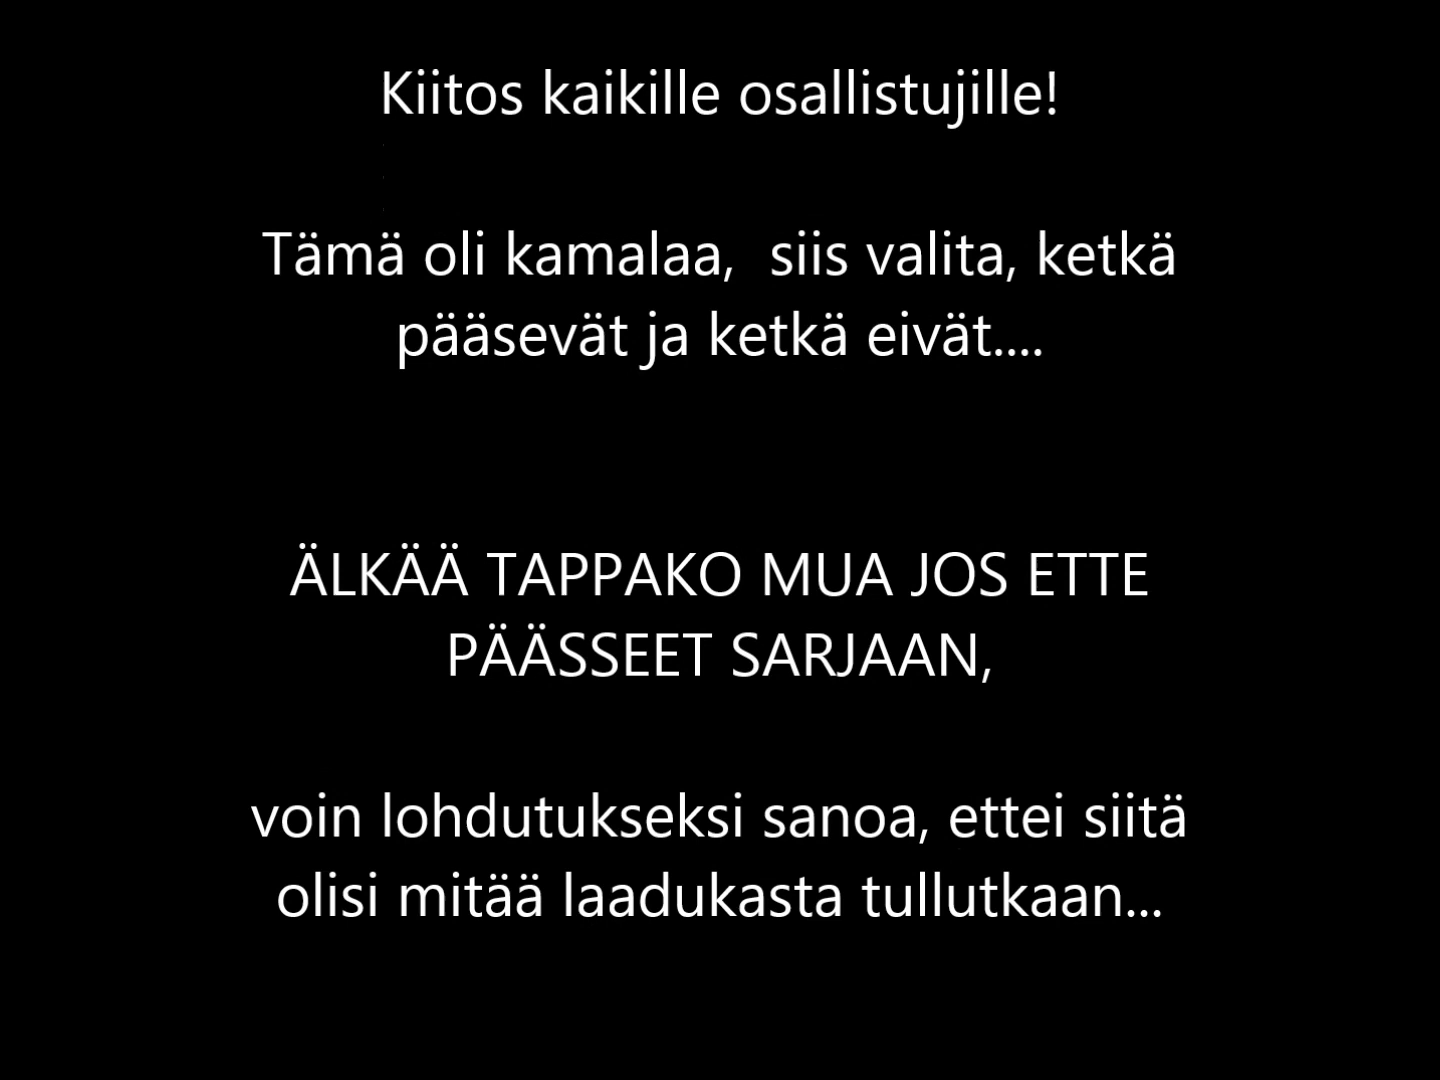 Kiitos kaikille osallistujille!
Tämä oli kamalaa,  siis valita, ketkä
pääsevät ja ketkä eivät....
ÄLKÄÄ TAPPAKO MUA JOS ETTE
PÄÄSSEET SARJAAN,
voin lohdutukseksi sanoa, ettei siitä
olisi mitää laadukasta tullutkaan...